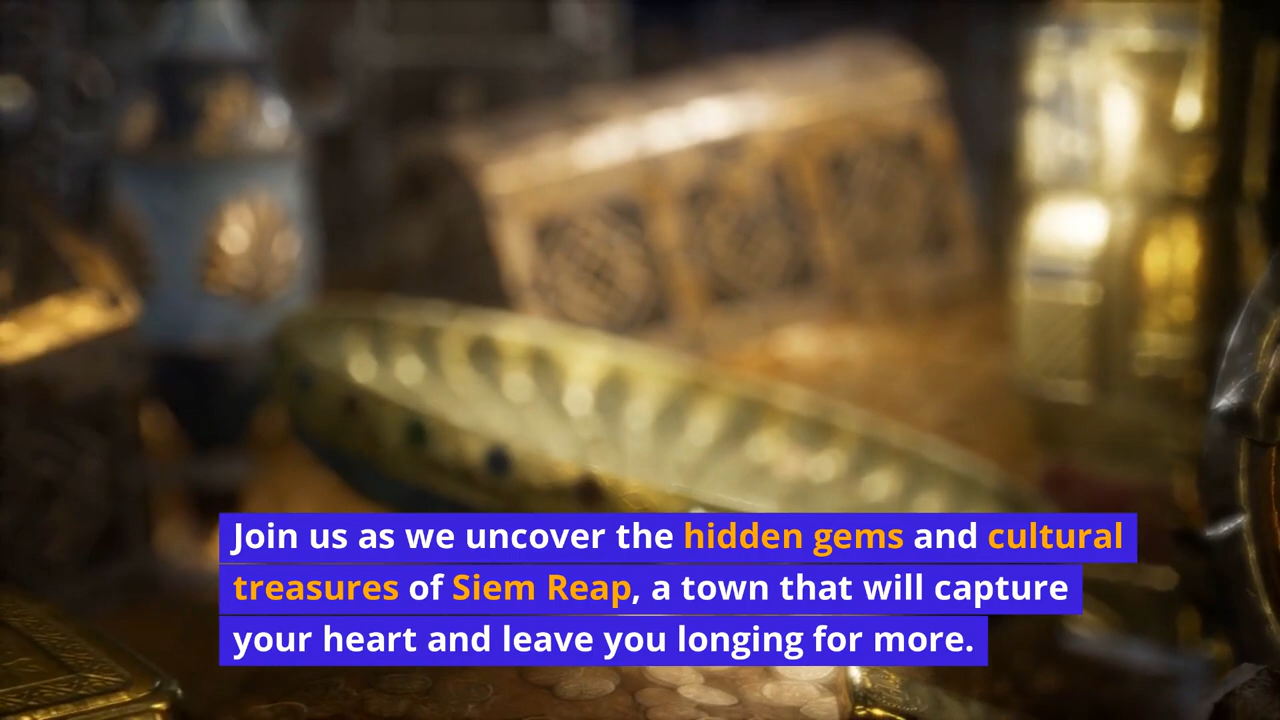 Join us as we uncover the hidden gems and cultural
treasures of Siem Reap, a town that will capture
your heart and leave you longing for more.